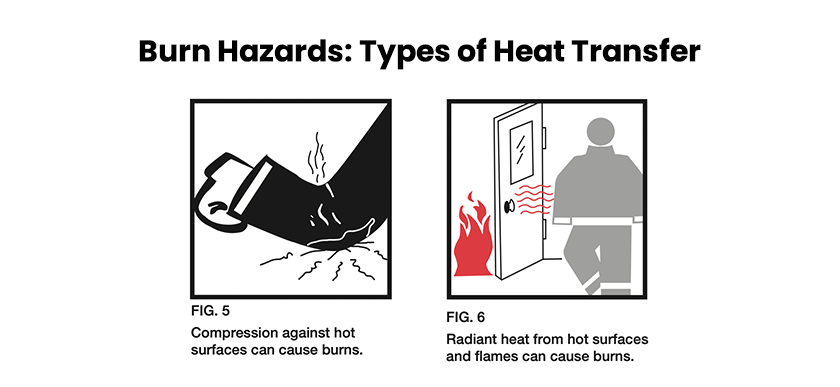 Burn Hazards: Types of Heat Transfer
FIG. 5
Compression against hot
surfaces can cause burns.
FIG. 6
Radiant heat from hot surfaces
and flames can cause burns.